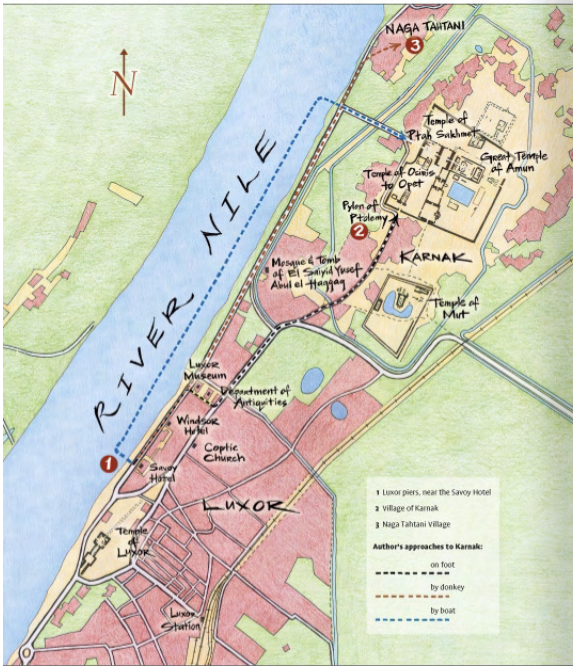 NAGA TAHTANI
3
N
Temple of
Ptah Sakhmet
Great Temple
of Amun
Temple of Osiris
to Opet
Pylon of
Ptolemy
2
KARNAK
Mosque & Tomb
of El Saiyid Yusef
Abul el-Haggag
Temple of
Mut
RIVER NILE
Luxor
Museum
Department of
Antiquities
Windsor
Hotel
Coptic
Church
1
Savoy
Hotel
LUXOR
Temple
of
LUXOR
Luxor
Station
1 Luxor piers, near the Savoy Hotel
2 Village of Karnak
3 Naga Tahtani Village
Author's approaches to Karnak:
on foot
by donkey
by boat